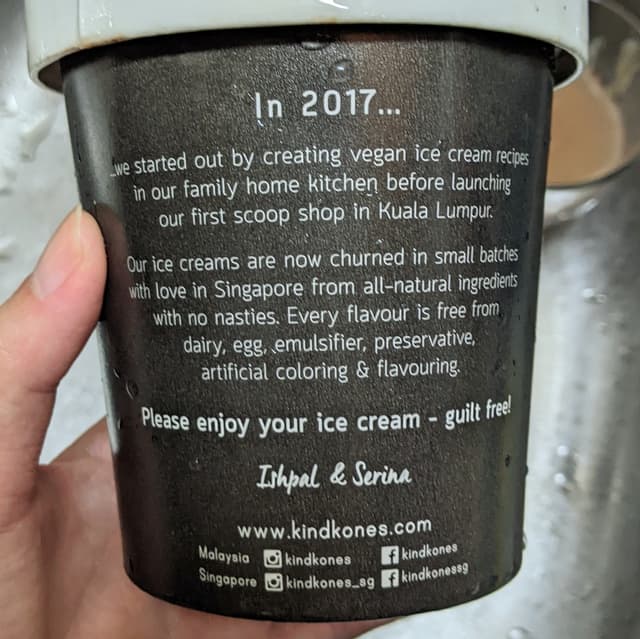 In 2017...
...we started out by creating vegan ice cream recipes
in our family home kitchen before launching
our first scoop shop in Kuala Lumpur.
Our ice creams are now churned in small batches
with love in Singapore from all-natural ingredients
with no nasties. Every flavour is free from
dairy, egg, emulsifier, preservative,
artificial coloring & flavouring.
Please enjoy your ice cream - guilt free!
Ishpal & Serina
www.kindkones.com
Malaysia kindkones kindkones
Singapore kindkones_sg kindkonessg